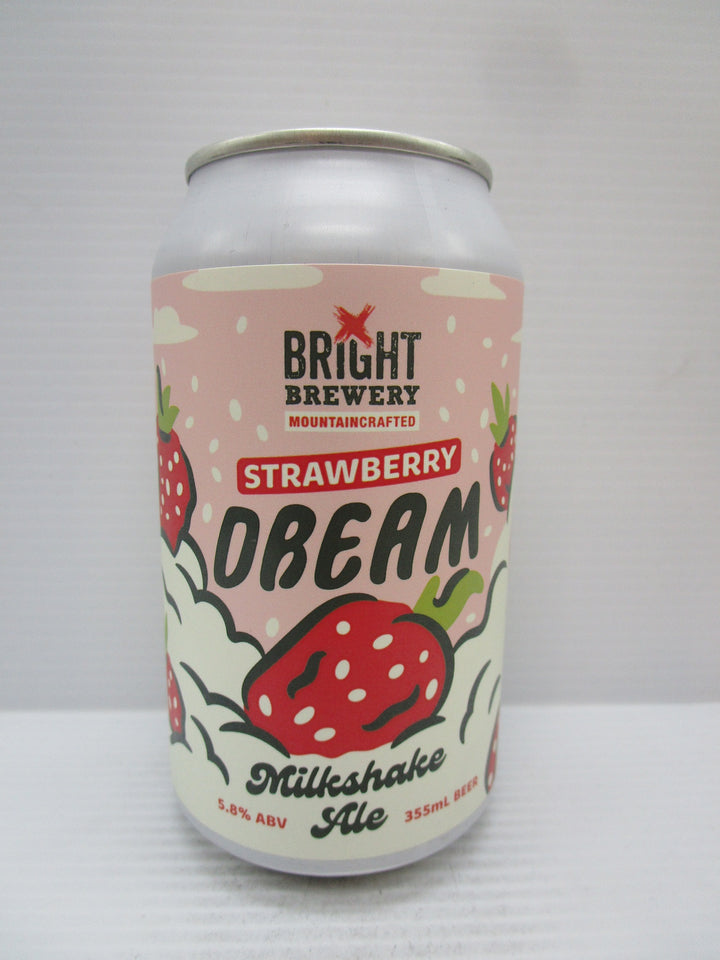 BRIGHT
BREWERY
MOUNTAINCRAFTED
STRAWBERRY
DREAM
Milkshake
Ale
5.8% ABV
355mL BEER